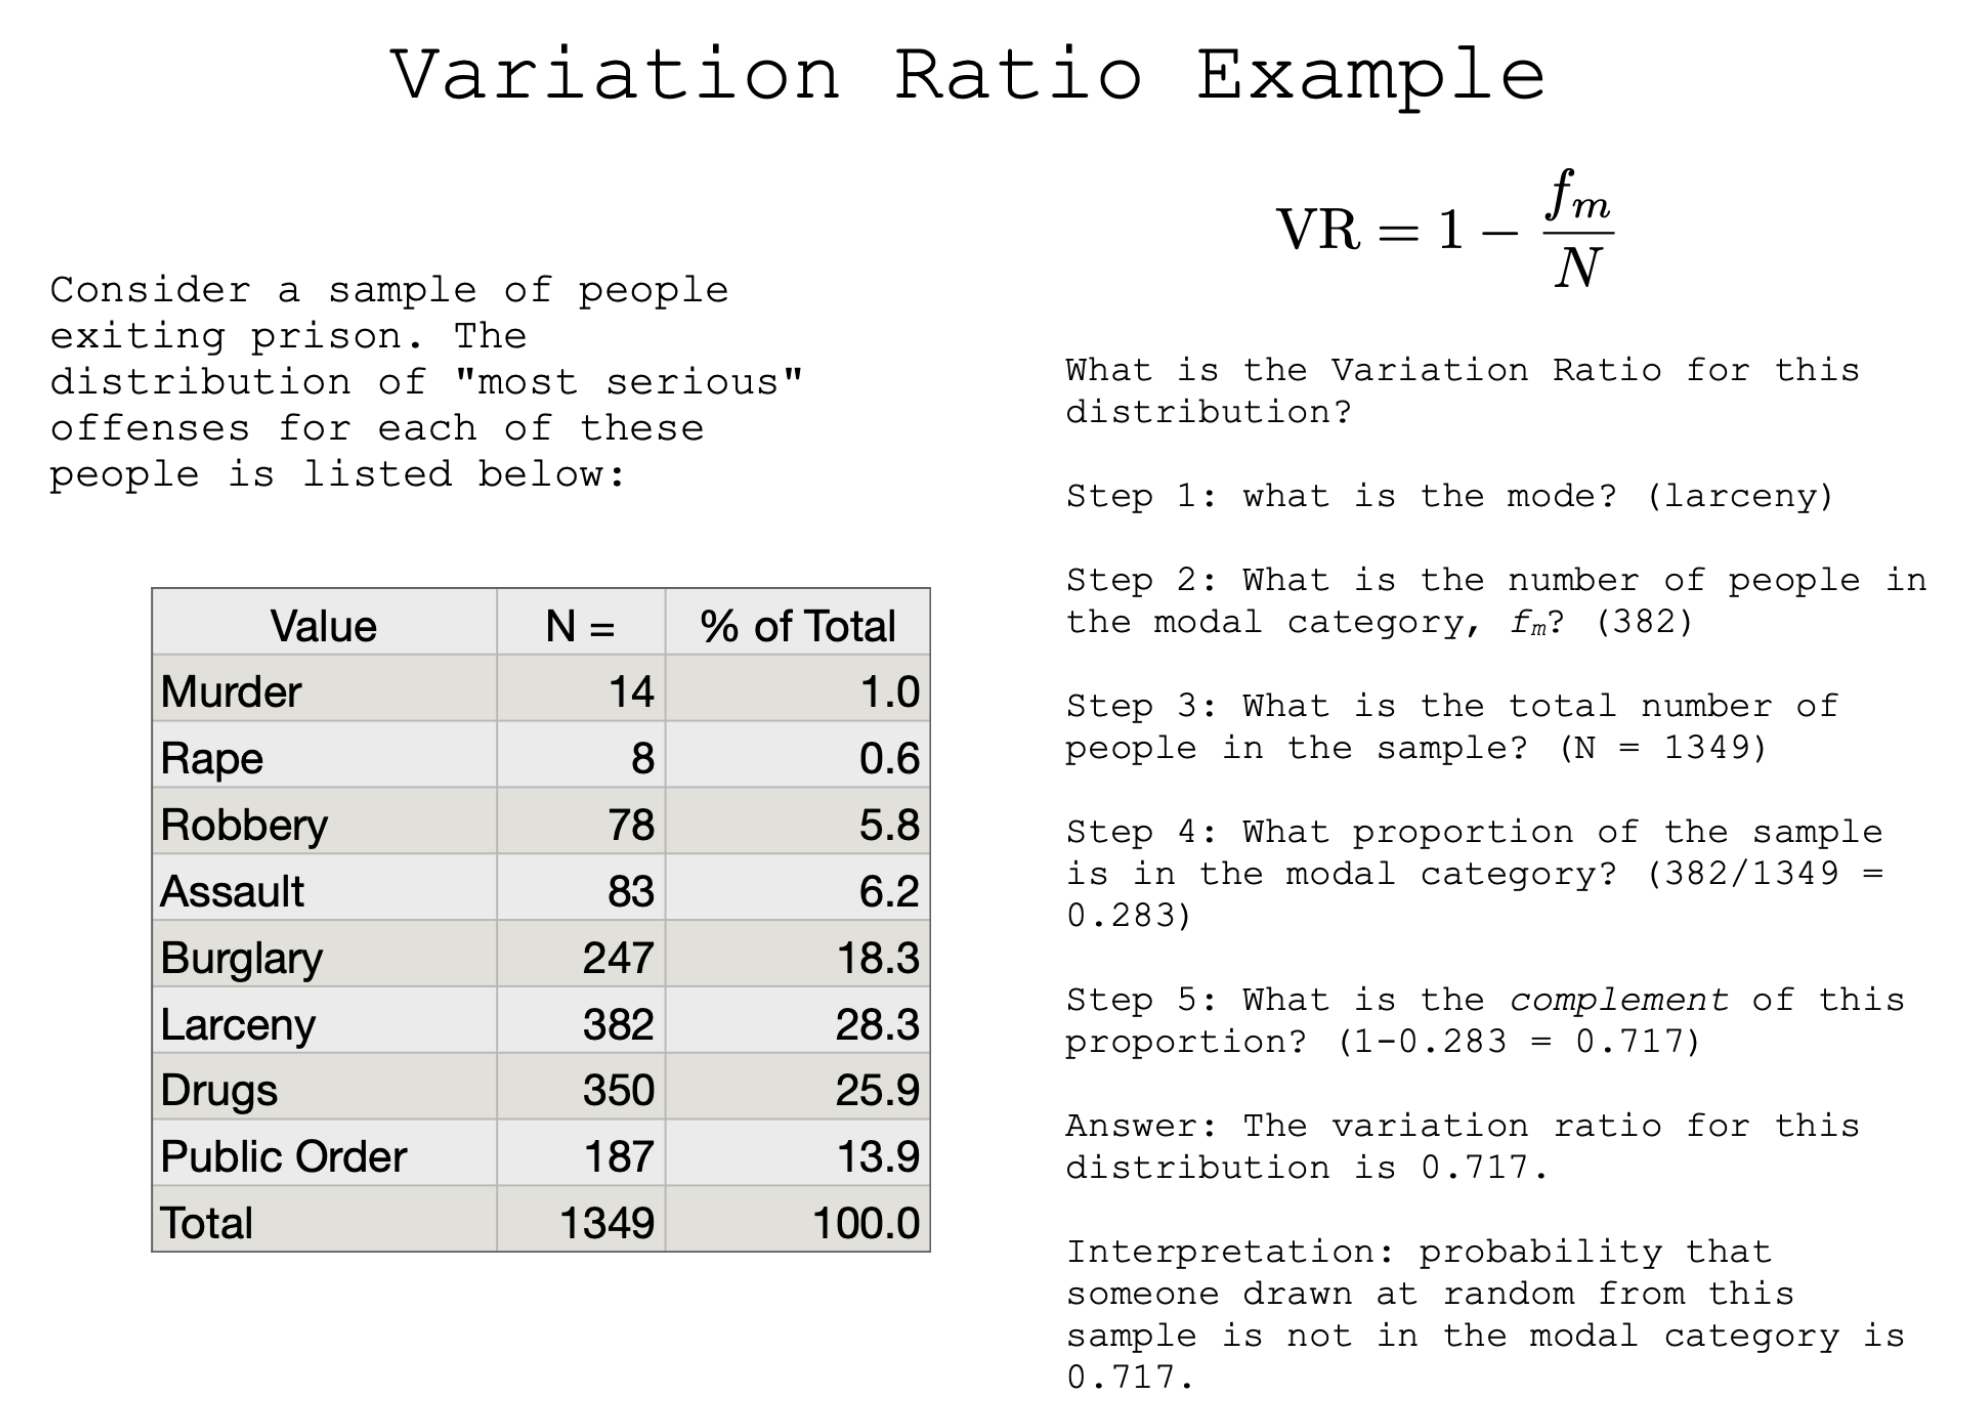 Variation Ratio Example
Consider a sample of people
exiting prison. The
distribution of "most serious"
offenses for each of these
people is listed below:
Value N = % of Total
Murder 14 1.0
Rape 8 0.6
Robbery 78 5.8
Assault 83 6.2
Burglary 247 18.3
Larceny 382 28.3
Drugs 350 25.9
Public Order 187 13.9
Total 1349 100.0
VR = 1 − fm/N
What is the Variation Ratio for this
distribution?
Step 1: what is the mode? (larceny)
Step 2: What is the number of people in
the modal category, fm? (382)
Step 3: What is the total number of
people in the sample? (N = 1349)
Step 4: What proportion of the sample
is in the modal category? (382/1349 =
0.283)
Step 5: What is the complement of this
proportion? (1-0.283 = 0.717)
Answer: The variation ratio for this
distribution is 0.717.
Interpretation: probability that
someone drawn at random from this
sample is not in the modal category is
0.717.